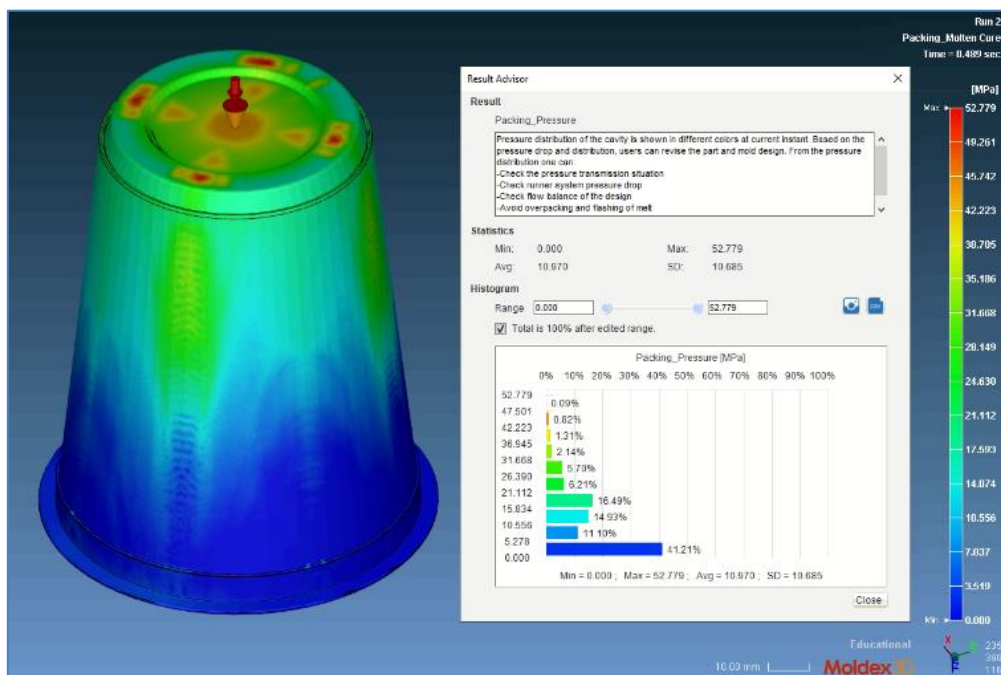 Run 2
Packing_Molten Core
Time = 0.489 sec
[MPa]
Max
52.779
49.261
45.742
42.223
38.705
35.186
31.668
28.149
24.630
21.112
17.593
14.074
10.556
7.037
3.519
Min
0.000
Result Advisor
Result
Packing_Pressure
Pressure distribution of the cavity is shown in different colors at current instant. Based on the
pressure drop and distribution, users can revise the part and mold design. From the pressure
distribution one can
-Check the pressure transmission situation
-Check runner system pressure drop
-Check flow balance of the design
-Avoid overpacking and flashing of melt
Statistics
Min: 0.000 Max: 52.779
Avg: 10.970 SD: 10.685
Histogram
Range 0.000 52.779
Total is 100% after edited range.
Packing_Pressure [MPa]
0% 10% 20% 30% 40% 50% 60% 70% 80% 90% 100%
52.779
0.09%
47.501
0.82%
42.223
1.31%
36.945
2.14%
31.668
5.70%
26.390
6.21%
21.112
16.49%
15.834
14.93%
10.556
11.10%
5.278
41.21%
0.000
Min = 0.000 ; Max = 52.779 ; Avg = 10.970 ; SD = 10.685
Close
Educational
10.00 mm
Moldex3D
X
235
360